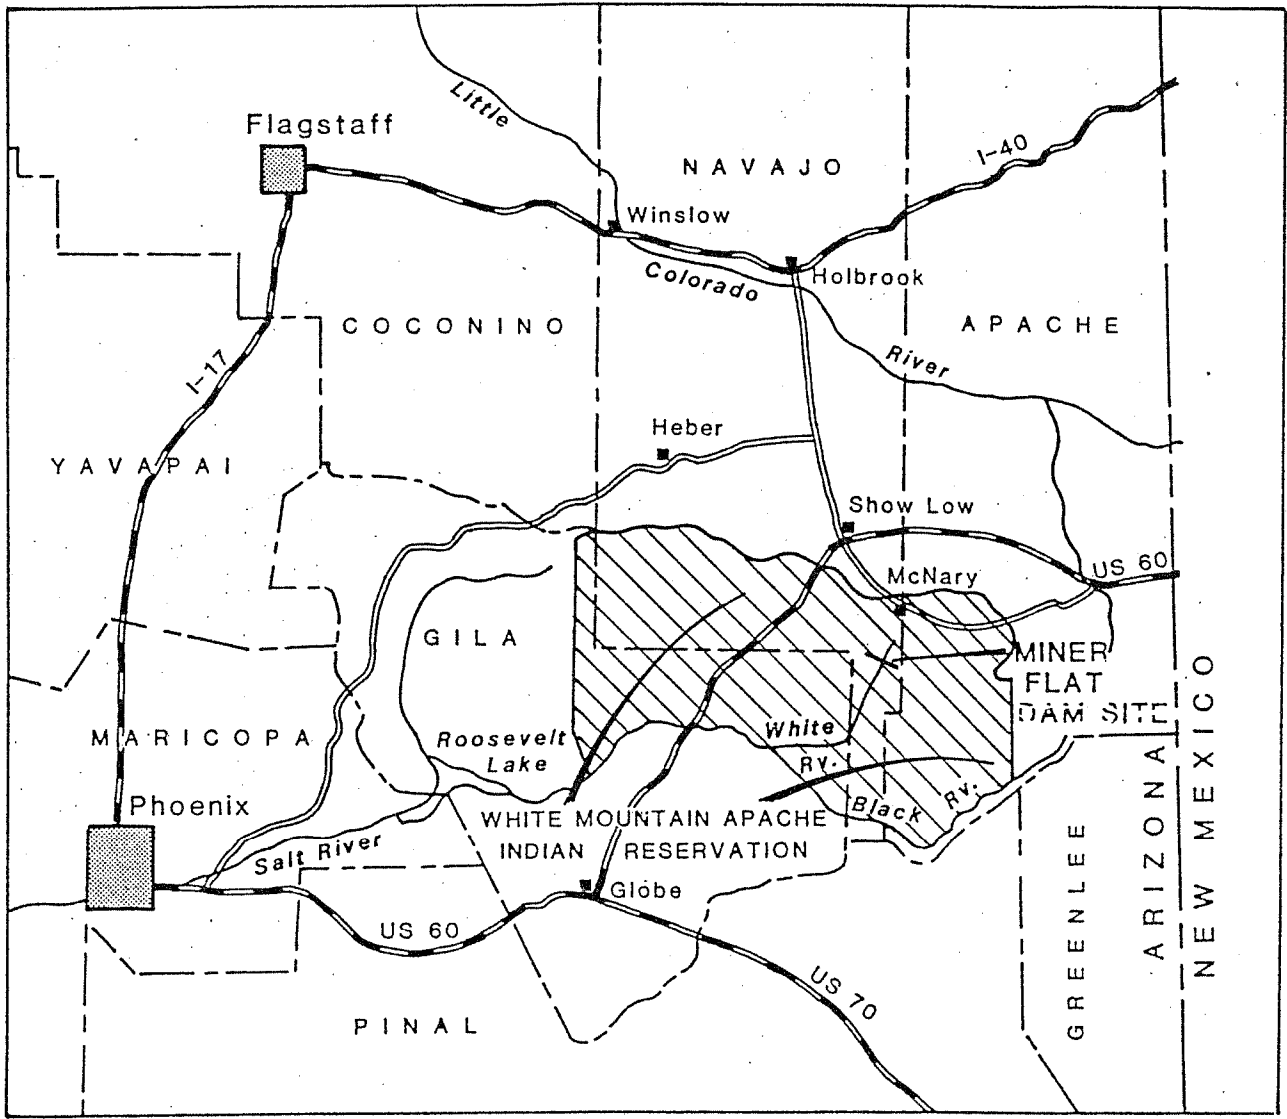 Little
Flagstaff
NAVAJO
I-40
Winslow
Colorado
Holbrook
COCONINO
APACHE
River
I-17
Heber
YAVAPAI
Show Low
McNary
US 60
GILA
MINER
FLAT
DAM SITE
MARICOPA
Roosevelt
Lake
White
Rv.
Black Rv.
Phoenix
WHITE MOUNTAIN APACHE
INDIAN RESERVATION
Salt River
Globe
US 60
US 70
PINAL
GREENLEE
ARIZONA
NEW MEXICO